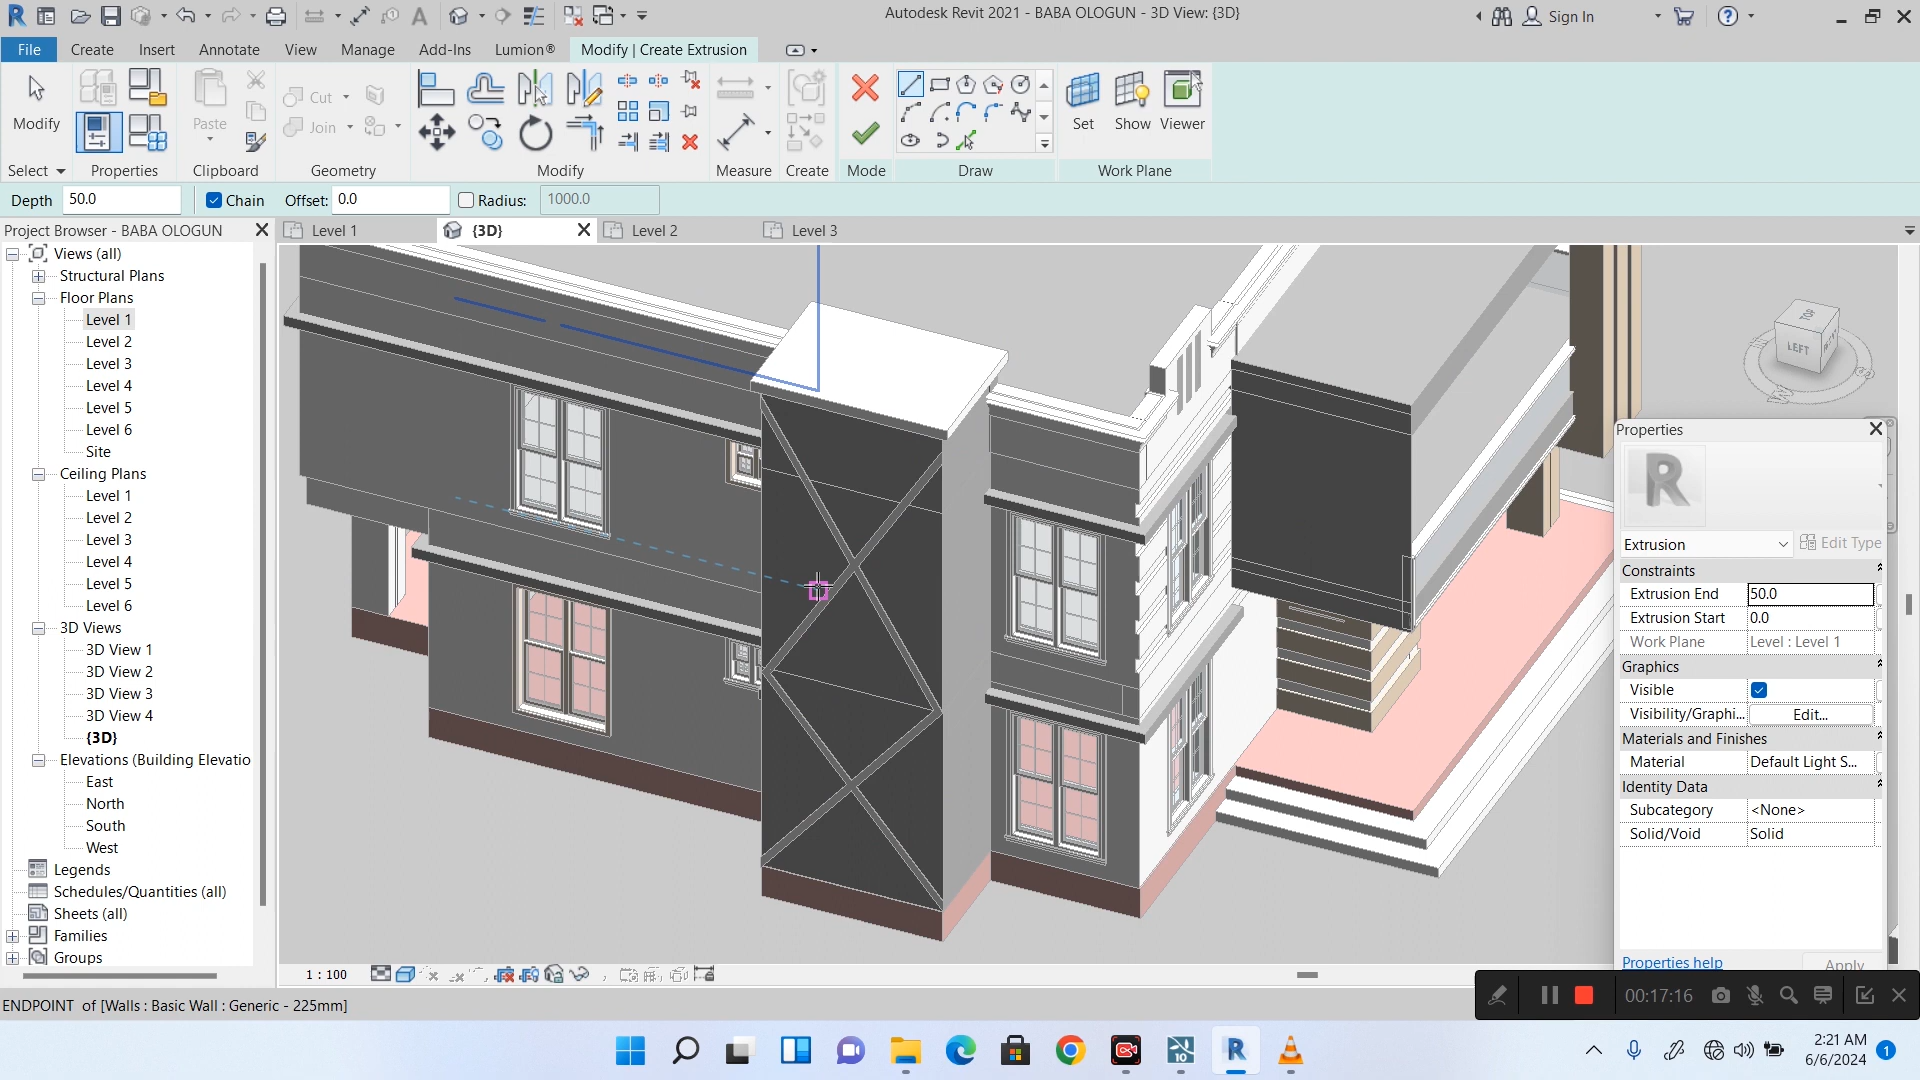 Autodesk Revit 2021 - BABA OLOGUN - 3D View: {3D}
Sign In
File Create Insert Annotate View Manage Add-Ins Lumion® Modify | Create Extrusion
Modify Paste Cut Join Set Show Viewer
Select Properties Clipboard Geometry Modify Measure Create Mode Draw Work Plane
Depth 50.0 Chain Offset: 0.0 Radius: 1000.0
Project Browser - BABA OLOGUN
Level 1 {3D} Level 2 Level 3
Views (all)
Structural Plans
Floor Plans
Level 1
Level 2
Level 3
Level 4
Level 5
Level 6
Site
Ceiling Plans
Level 1
Level 2
Level 3
Level 4
Level 5
Level 6
3D Views
3D View 1
3D View 2
3D View 3
3D View 4
{3D}
Elevations (Building Elevatio
East
North
South
West
Legends
Schedules/Quantities (all)
Sheets (all)
Families
Groups
TOP
LEFT
Properties
R
Extrusion Edit Type
Constraints
Extrusion End 50.0
Extrusion Start 0.0
Work Plane Level : Level 1
Graphics
Visible
Visibility/Graphi... Edit...
Materials and Finishes
Material Default Light S...
Identity Data
Subcategory <None>
Solid/Void Solid
Properties help Apply
1 : 100
ENDPOINT of [Walls : Basic Wall : Generic - 225mm]
00:17:16
2:21 AM
6/6/2024
1